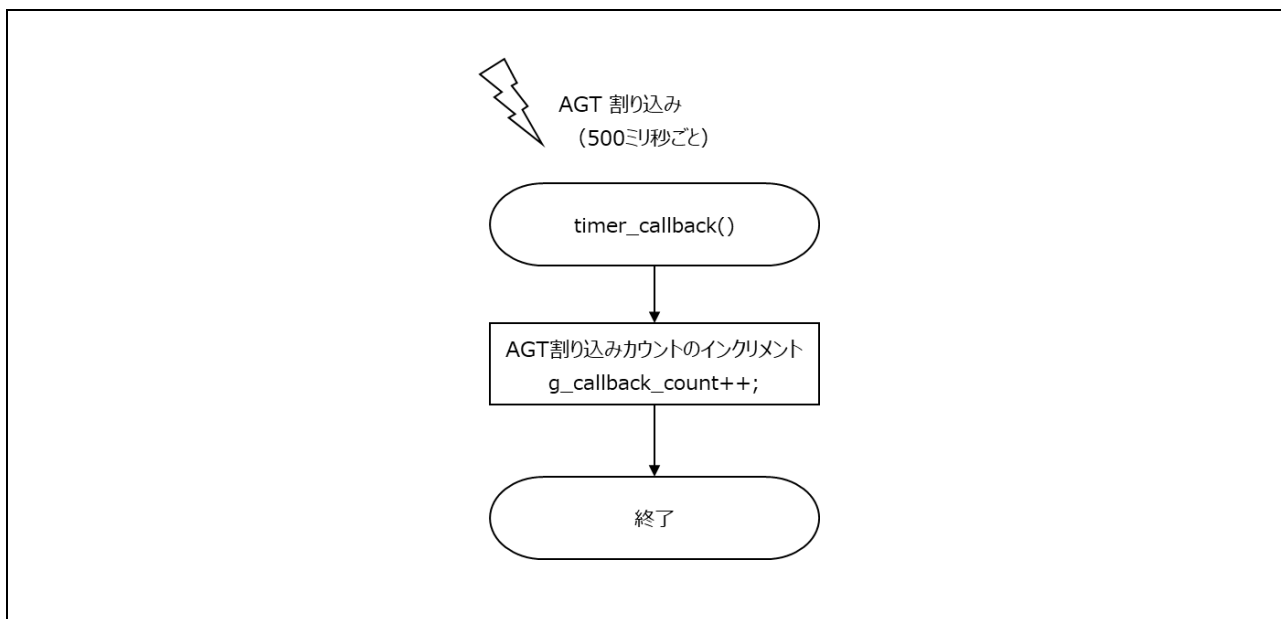 AGT 割り込み
（500ミリ秒ごと）
timer_callback()
AGT割り込みカウントのインクリメント
g_callback_count++;
終了